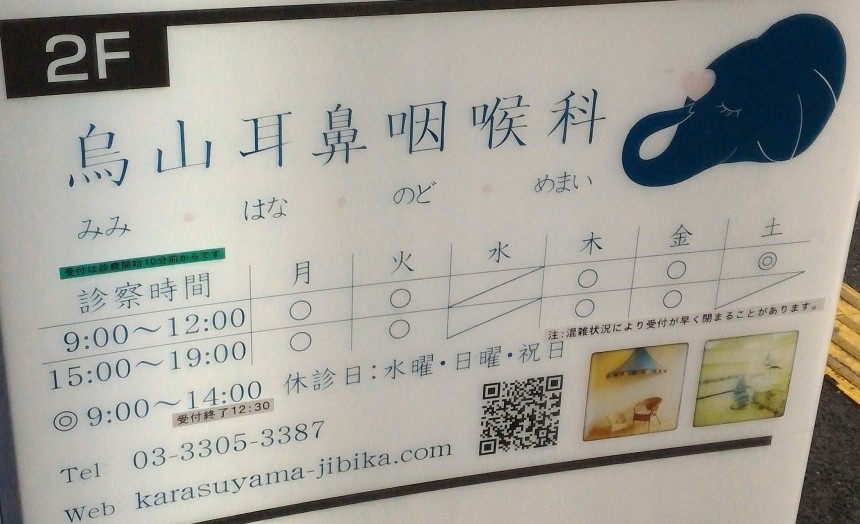 2F
烏山耳鼻咽喉科
みみ はな のど めまい
受付は診療開始10分前からです
診察時間 月 火 水 木 金 土
9:00～12:00 ○ ○ ○ ○ ◎
15:00～19:00 ○ ○ ○ ○
注:混雑状況により受付が早く閉まることがあります。
◎ 9:00～14:00 休診日:水曜・日曜・祝日
受付終了12:30
Tel 03-3305-3387
Web karasuyama-jibika.com